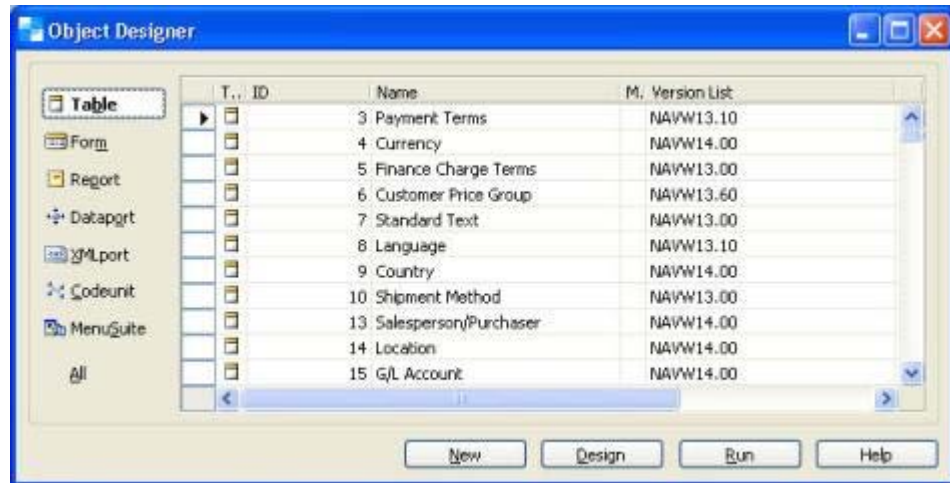 Object Designer
Table
Form
Report
Dataport
XMLport
Codeunit
MenuSuite
All
T.. ID Name M. Version List
3 Payment Terms NAVW13.10
4 Currency NAVW14.00
5 Finance Charge Terms NAVW13.00
6 Customer Price Group NAVW13.60
7 Standard Text NAVW13.00
8 Language NAVW13.10
9 Country NAVW14.00
10 Shipment Method NAVW13.00
13 Salesperson/Purchaser NAVW14.00
14 Location NAVW14.00
15 G/L Account NAVW14.00
New Design Run Help